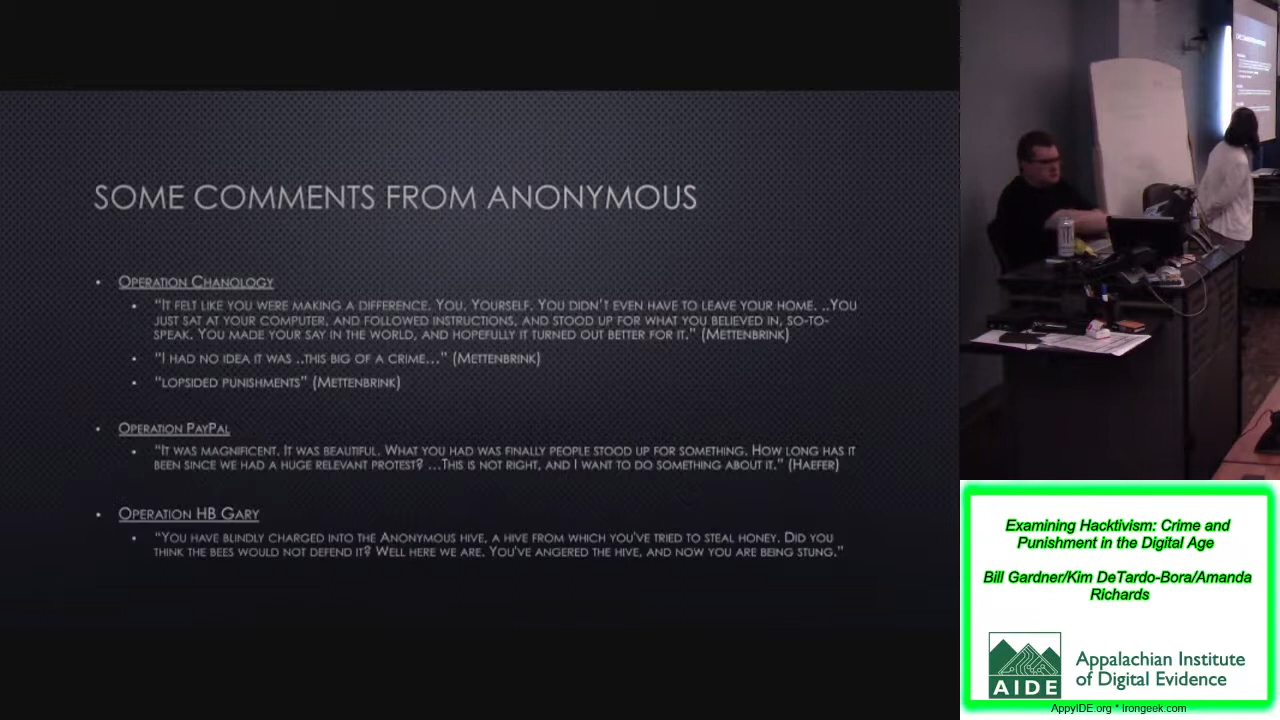 SOME COMMENTS FROM ANONYMOUS
• OPERATION CHANOLOGY
• "IT FELT LIKE YOU WERE MAKING A DIFFERENCE. YOU. YOURSELF. YOU DIDN'T EVEN HAVE TO LEAVE YOUR HOME. ..YOU
JUST SAT AT YOUR COMPUTER, AND FOLLOWED INSTRUCTIONS, AND STOOD UP FOR WHAT YOU BELIEVED IN, SO-TO-
SPEAK. YOU MADE YOUR SAY IN THE WORLD, AND HOPEFULLY IT TURNED OUT BETTER FOR IT." (METTENBRINK)
• "I HAD NO IDEA IT WAS ..THIS BIG OF A CRIME..." (METTENBRINK)
• "LOPSIDED PUNISHMENTS" (METTENBRINK)
• OPERATION PAYPAL
• "IT WAS MAGNIFICENT. IT WAS BEAUTIFUL. WHAT YOU HAD WAS FINALLY PEOPLE STOOD UP FOR SOMETHING. HOW LONG HAS IT
BEEN SINCE WE HAD A HUGE RELEVANT PROTEST? ...THIS IS NOT RIGHT, AND I WANT TO DO SOMETHING ABOUT IT." (HAEFER)
• OPERATION HB GARY
• "YOU HAVE BLINDLY CHARGED INTO THE ANONYMOUS HIVE, A HIVE FROM WHICH YOU'VE TRIED TO STEAL HONEY. DID YOU
THINK THE BEES WOULD NOT DEFEND IT? WELL HERE WE ARE. YOU'VE ANGERED THE HIVE, AND NOW YOU ARE BEING STUNG."
Examining Hacktivism: Crime and
Punishment in the Digital Age
Bill Gardner/Kim DeTardo-Bora/Amanda
Richards
AIDE
Appalachian Institute
of Digital Evidence
AppyIDE.org * Irongeek.com